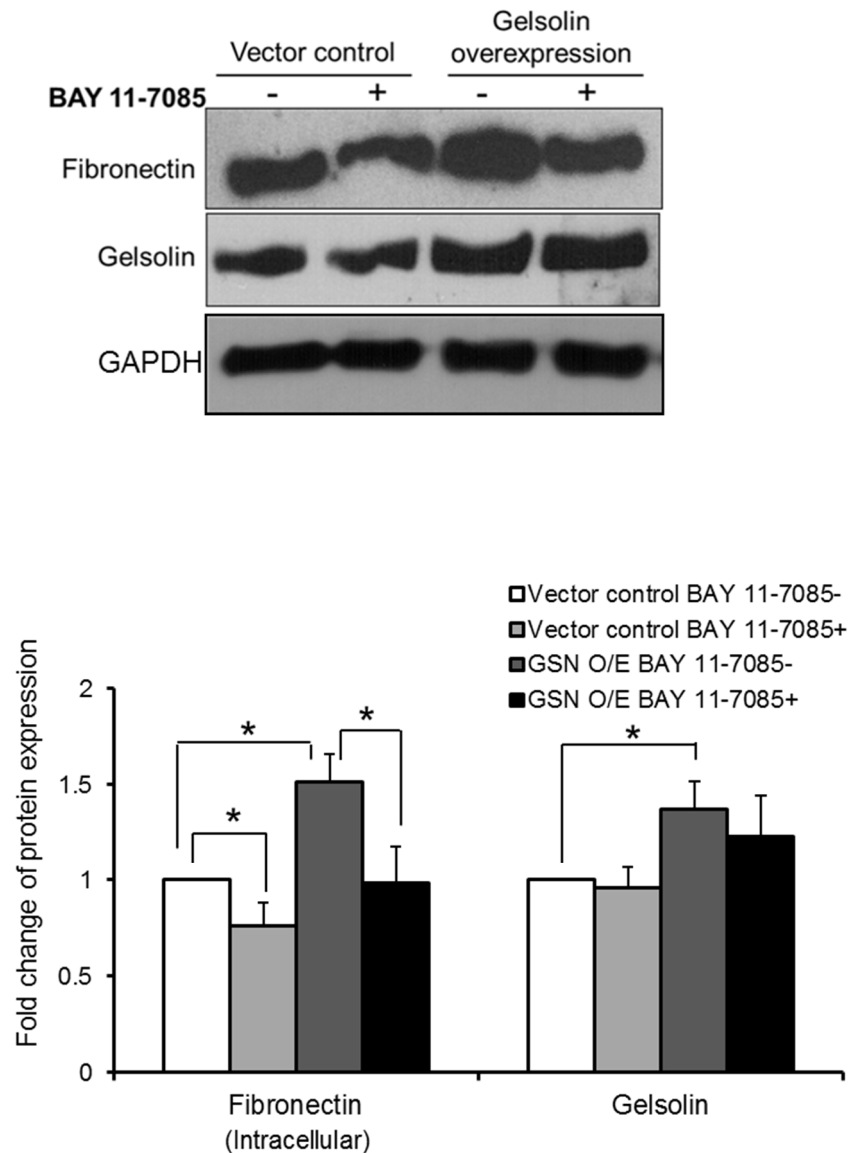 Vector control
Gelsolin
overexpression
BAY 11-7085 - + - +
Fibronectin
Gelsolin
GAPDH
Vector control BAY 11-7085-
Vector control BAY 11-7085+
GSN O/E BAY 11-7085-
GSN O/E BAY 11-7085+
Fold change of protein expression
2
1.5
1
0.5
0
*
*
*
*
Fibronectin
(Intracellular)
Gelsolin